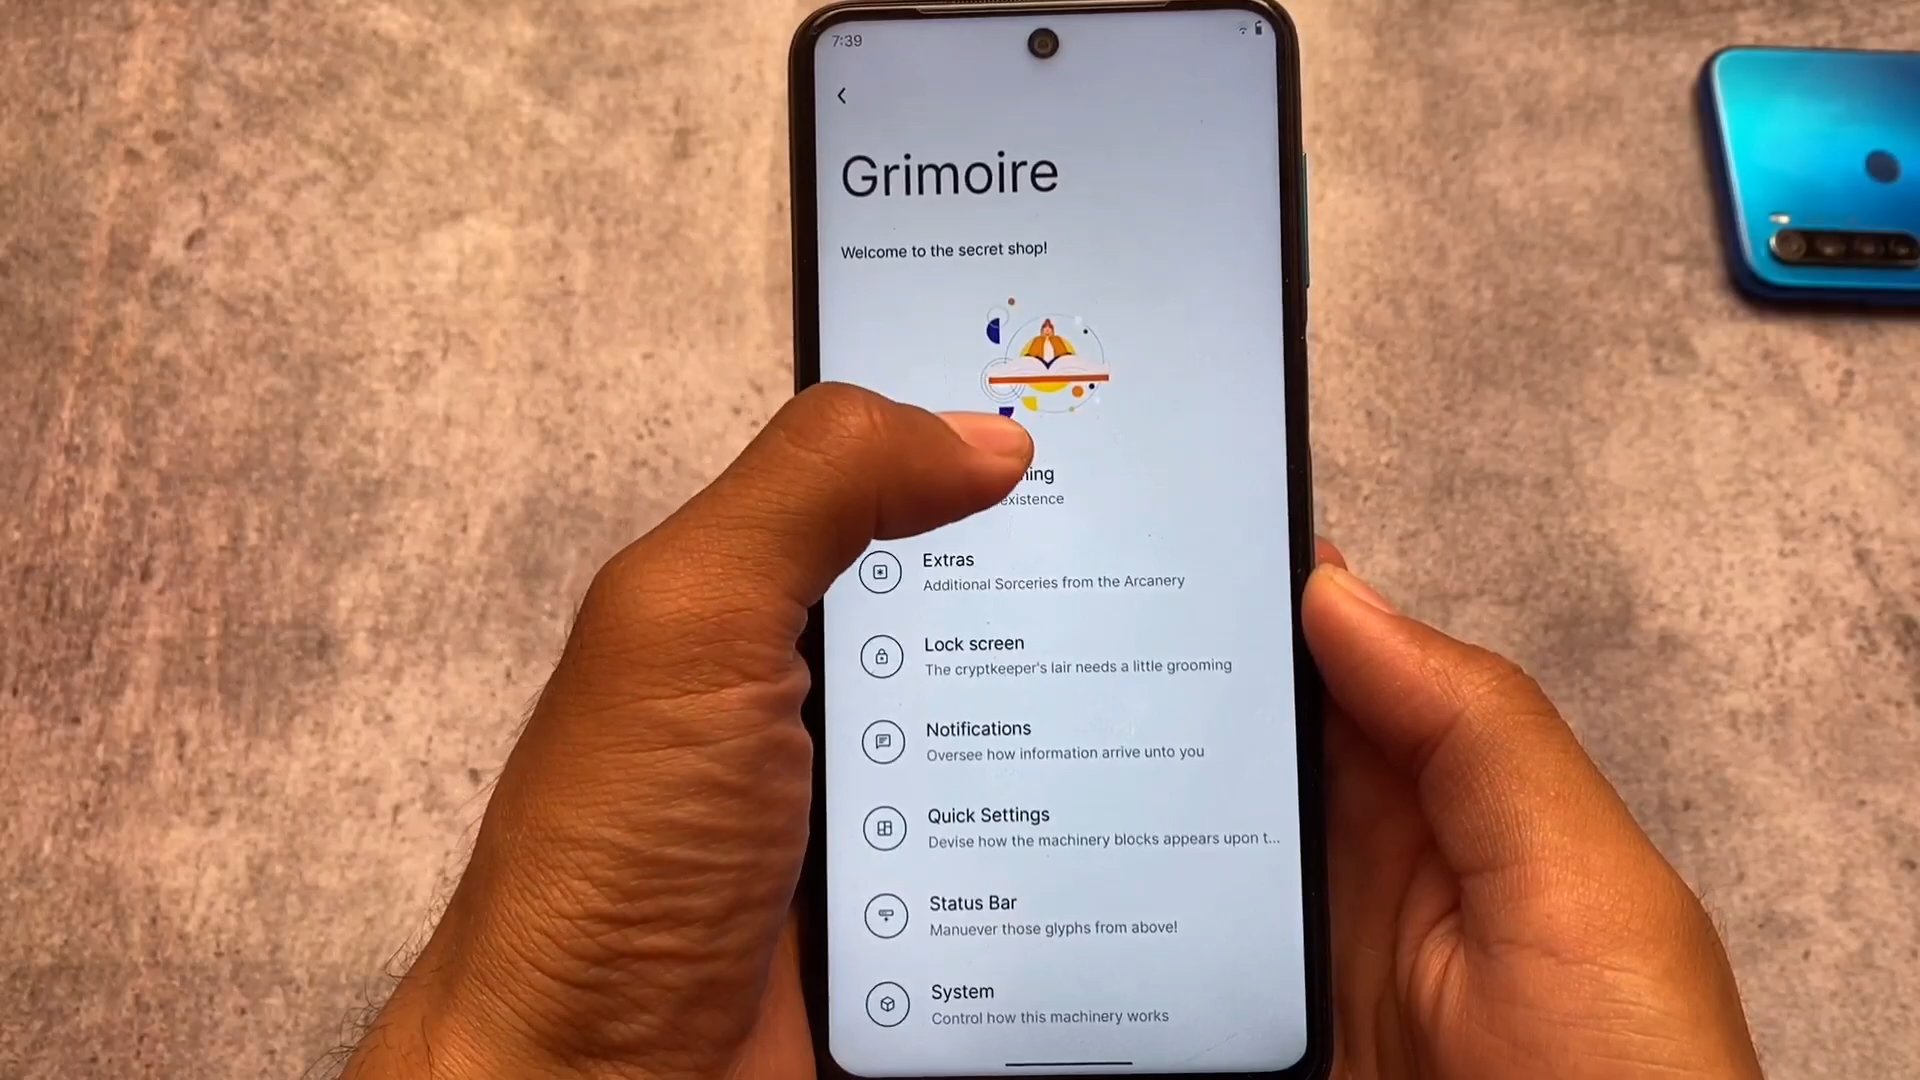 7:39
Grimoire
Welcome to the secret shop!
Extras
Additional Sorceries from the Arcanery
Lock screen
The cryptkeeper's lair needs a little grooming
Notifications
Oversee how information arrive unto you
Quick Settings
Devise how the machinery blocks appears upon t...
Status Bar
Manuever those glyphs from above!
System
Control how this machinery works